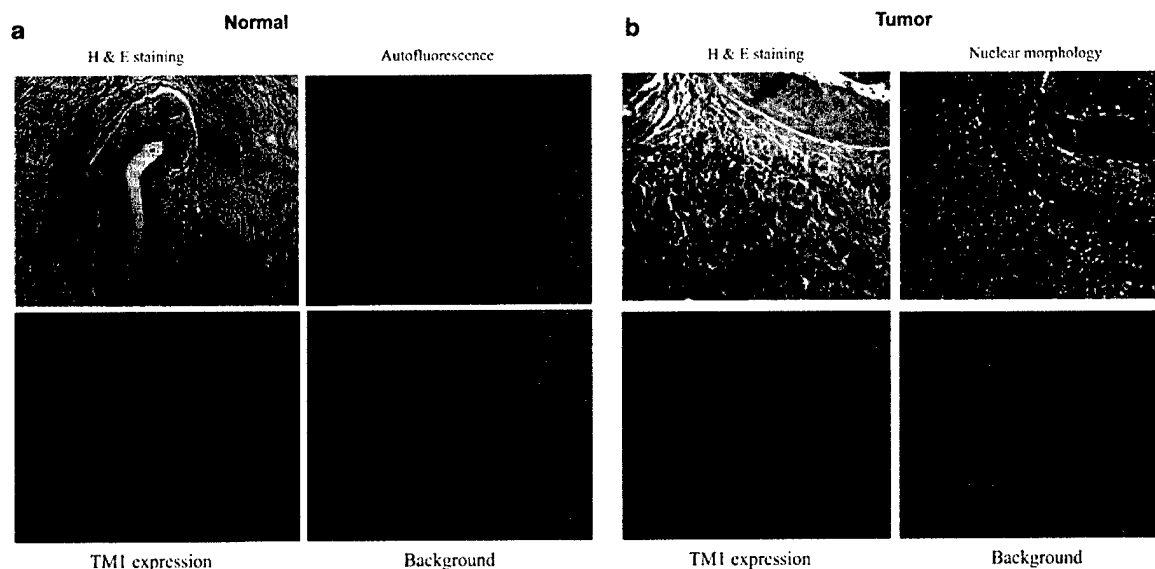 a
Normal
H & E staining
Autofluorescence
TM1 expression
Background
b
Tumor
H & E staining
Nuclear morphology
TM1 expression
Background